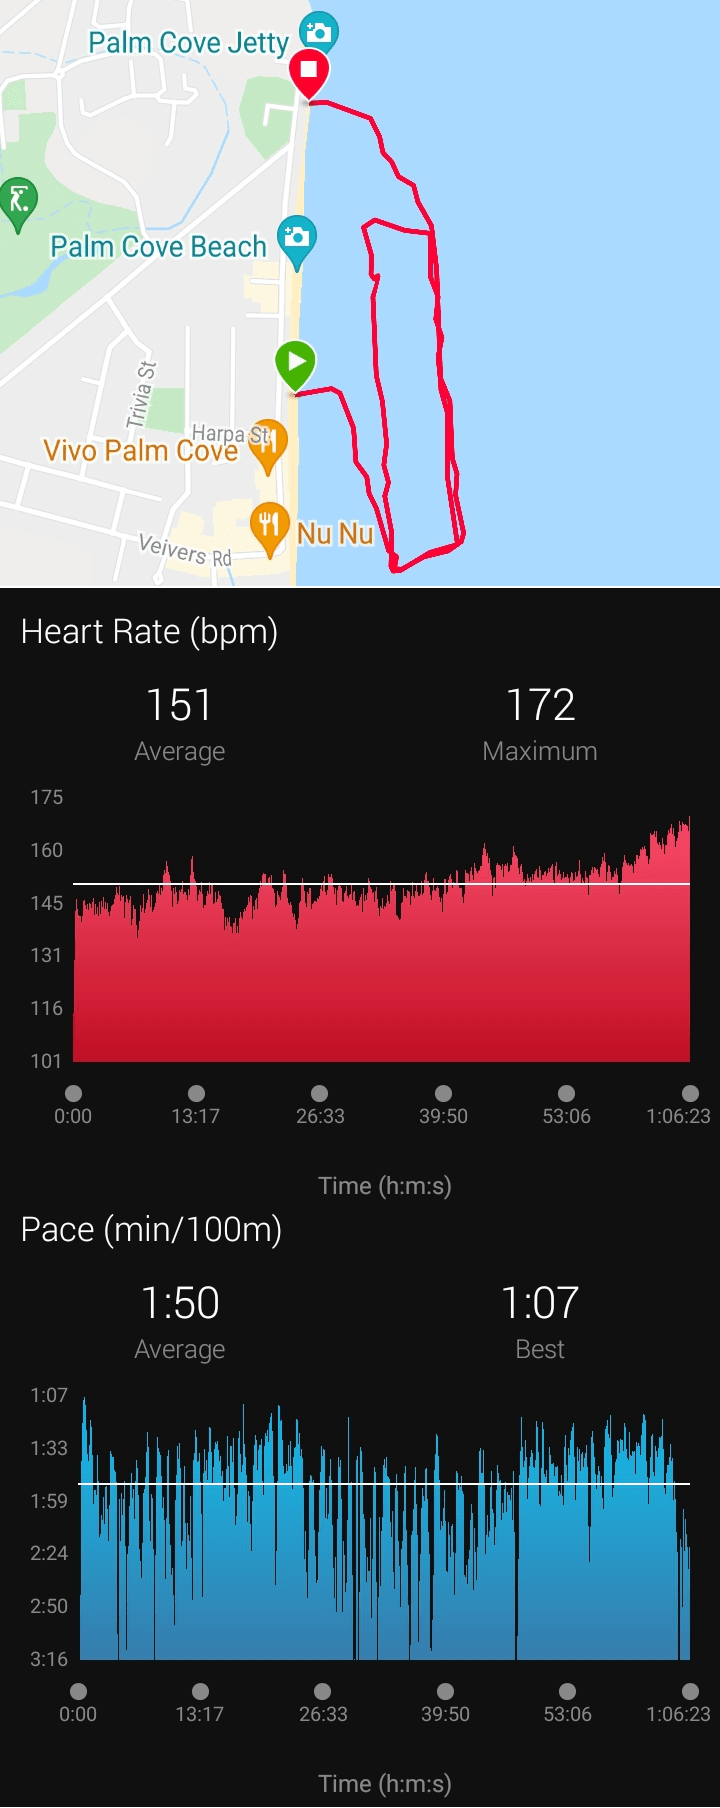 Palm Cove Jetty
Palm Cove Beach
Trivia St
Harpa St
Vivo Palm Cove
Nu Nu
Veivers Rd
Heart Rate (bpm)
151 172
Average Maximum
175
160
145
131
116
101
0:00 13:17 26:33 39:50 53:06 1:06:23
Time (h:m:s)
Pace (min/100m)
1:50 1:07
Average Best
1:07
1:33
1:59
2:24
2:50
3:16
0:00 13:17 26:33 39:50 53:06 1:06:23
Time (h:m:s)